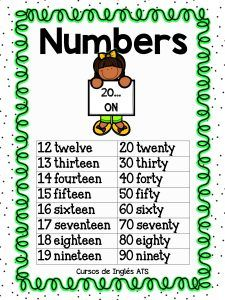 Numbers
20...
ON
12 twelve 20 twenty
13 thirteen 30 thirty
14 fourteen 40 forty
15 fifteen 50 fifty
16 sixteen 60 sixty
17 seventeen 70 seventy
18 eighteen 80 eighty
19 nineteen 90 ninety
Cursos de Inglés ATS